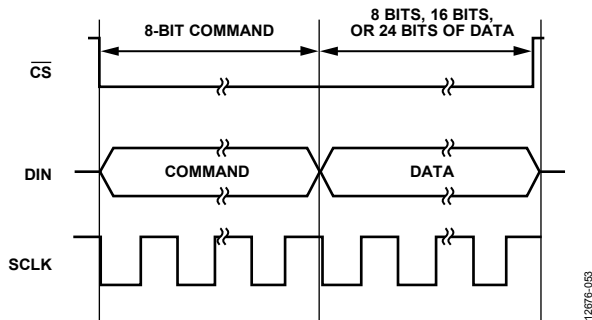 8-BIT COMMAND
8 BITS, 16 BITS,
OR 24 BITS OF DATA
CS
DIN
COMMAND
DATA
SCLK
12676-053